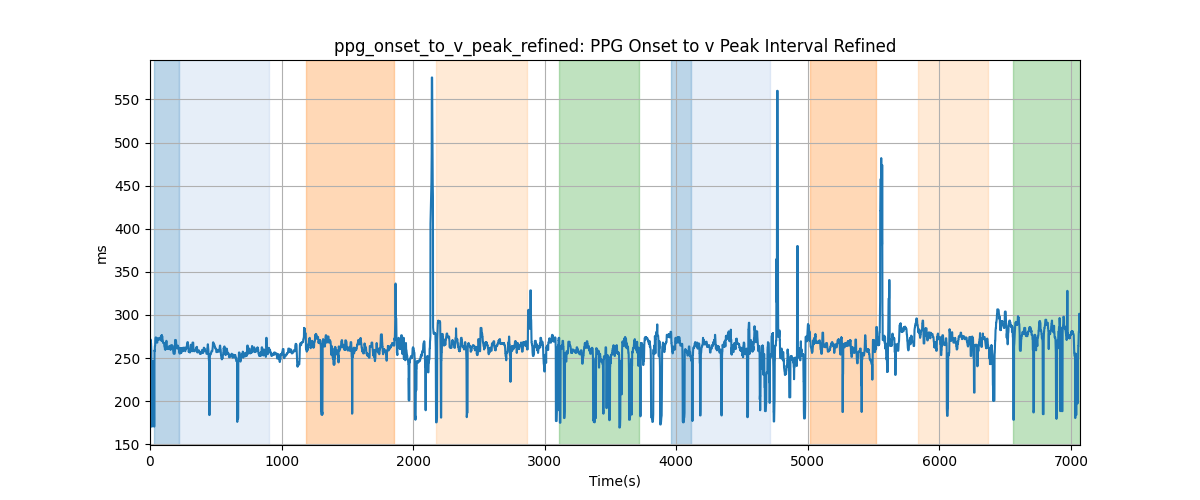 ppg_onset_to_v_peak_refined: PPG Onset to v Peak Interval Refined
550
500
450
400
350
300
250
200
150
ms
0 1000 2000 3000 4000 5000 6000 7000
Time(s)